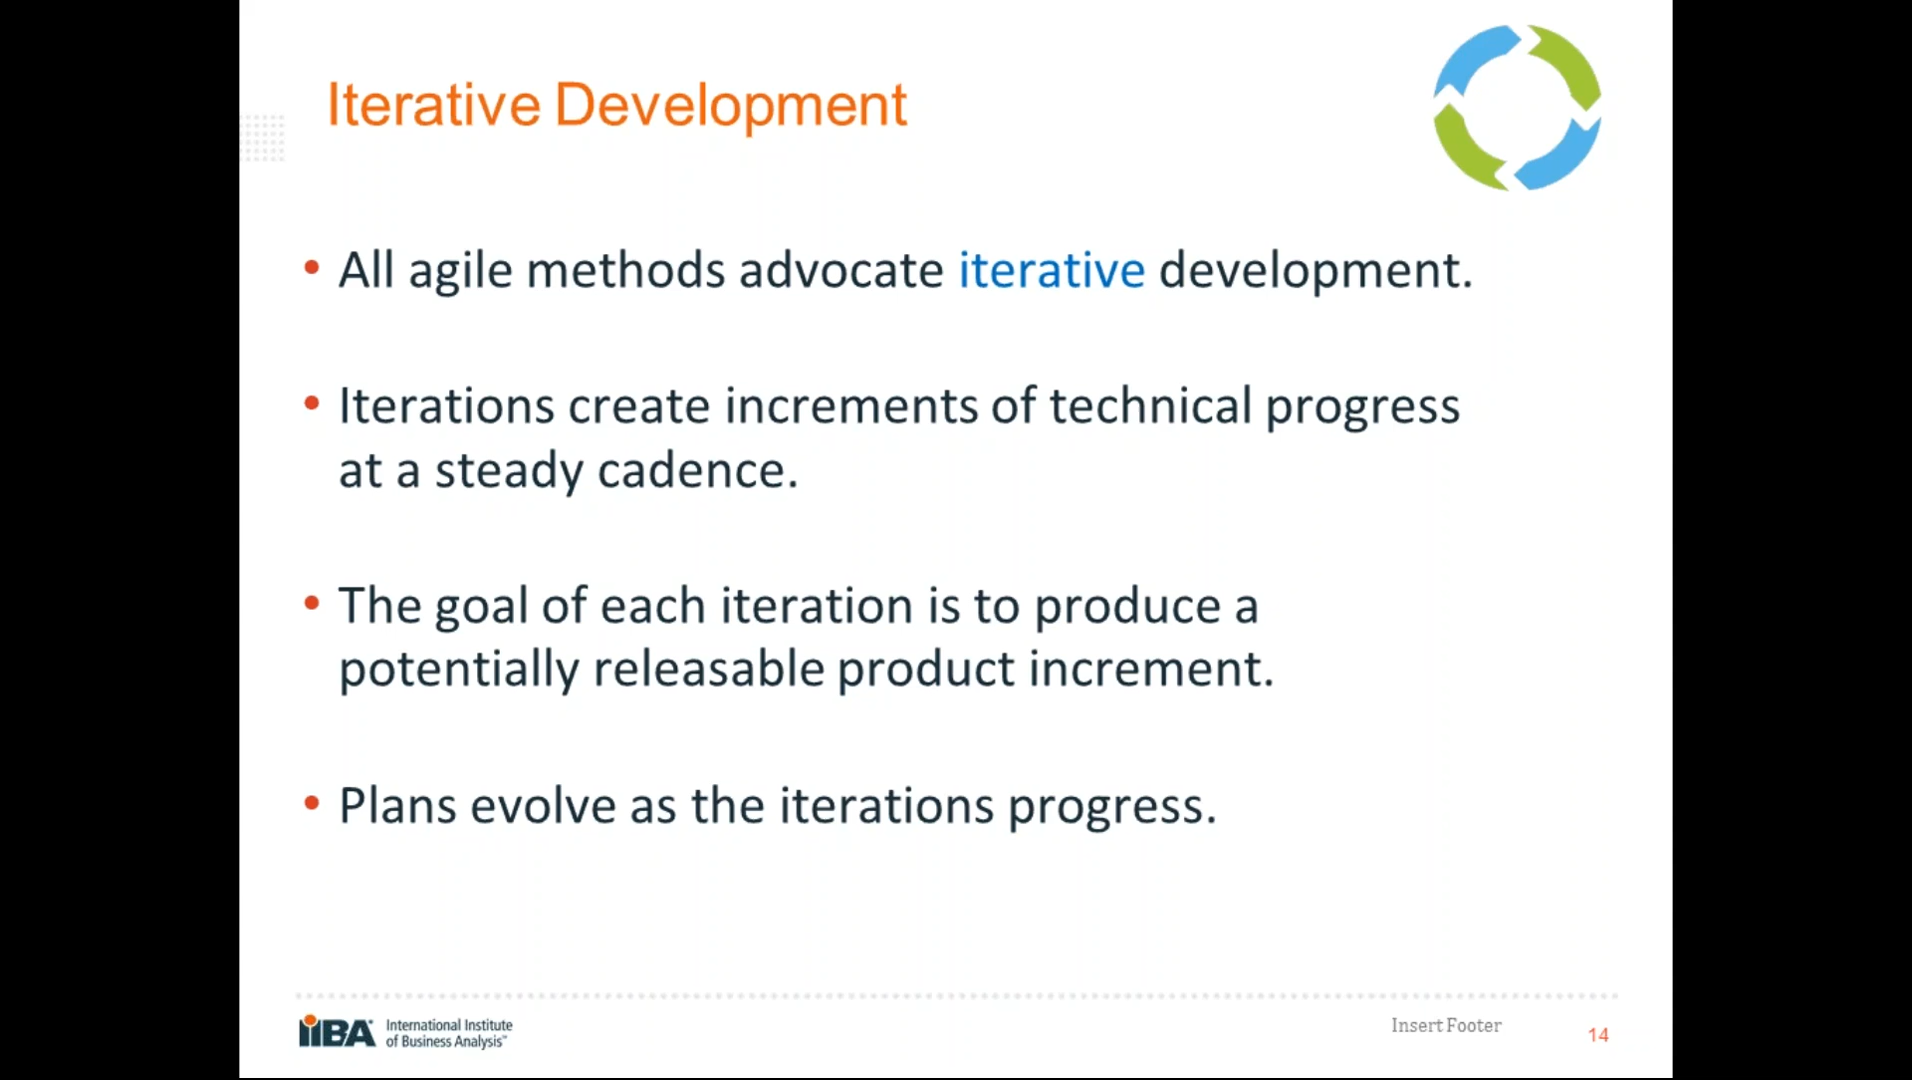 Iterative Development
• All agile methods advocate iterative development.
• Iterations create increments of technical progress
at a steady cadence.
• The goal of each iteration is to produce a
potentially releasable product increment.
• Plans evolve as the iterations progress.
IIBA International Institute
of Business Analysis™
Insert Footer
14